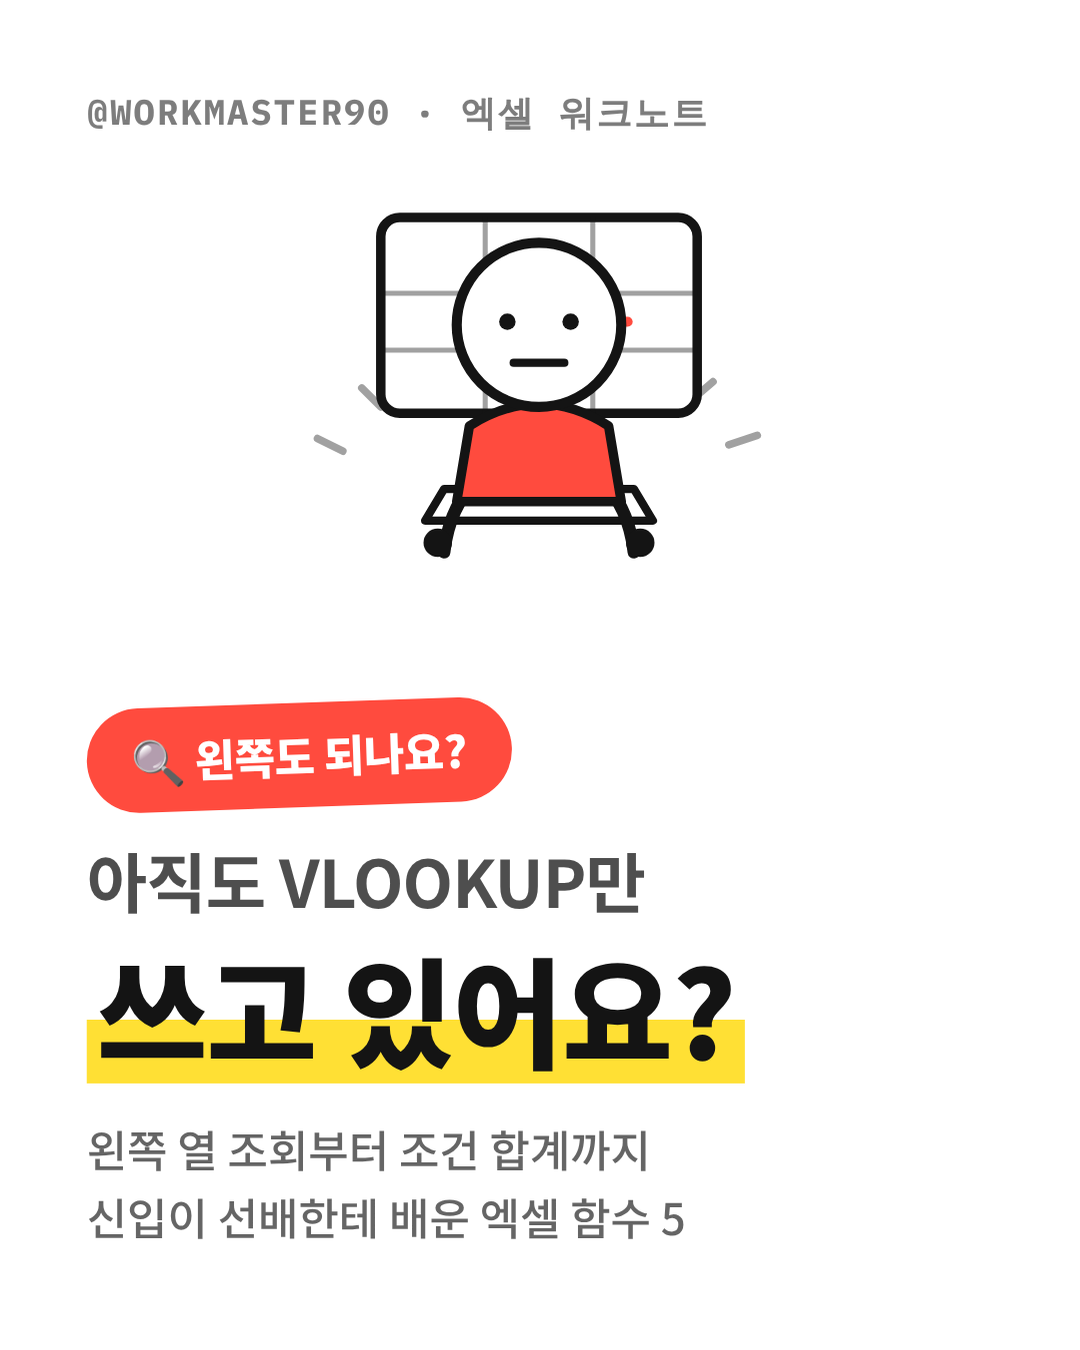 @WORKMASTER90 · 엑셀 워크노트
🔍 왼쪽도 되나요?
아직도 VLOOKUP만
쓰고 있어요?
왼쪽 열 조회부터 조건 합계까지
신입이 선배한테 배운 엑셀 함수 5